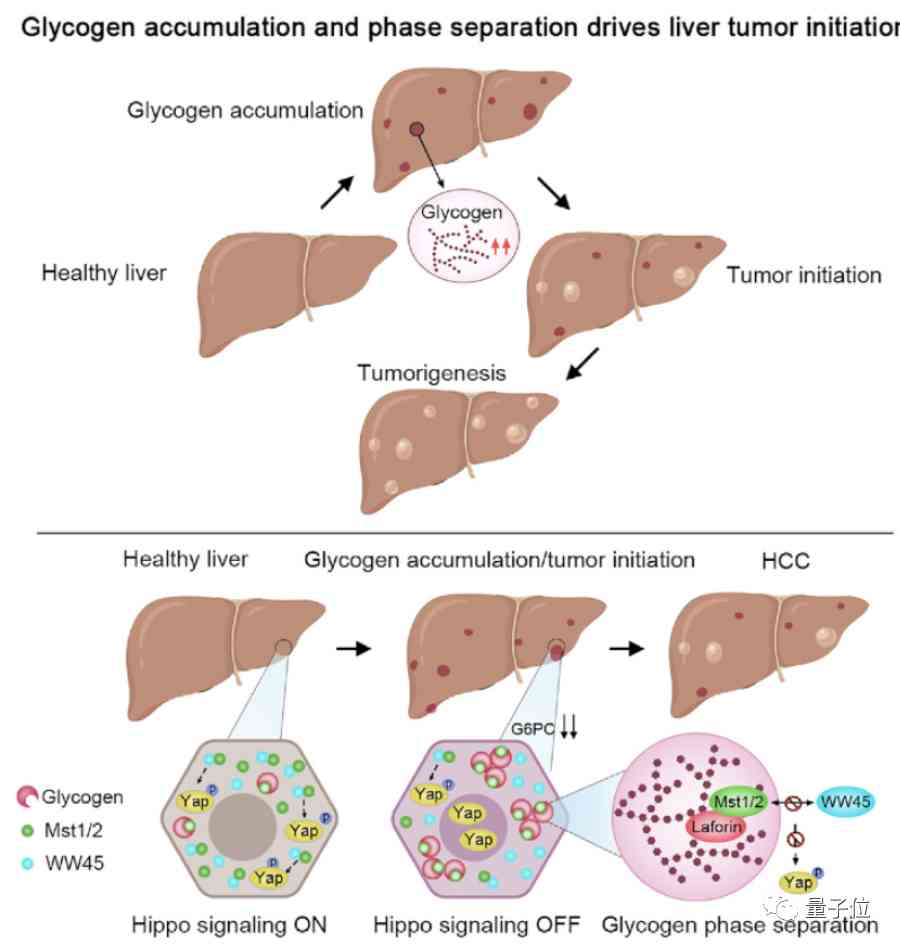 Glycogen accumulation and phase separation drives liver tumor initiation
Glycogen accumulation
Glycogen
Healthy liver
Tumor initiation
Tumorigenesis
Healthy liver
Glycogen accumulation/tumor initiation
HCC
G6PC
Glycogen
Mst1/2
WW45
Yap
P
Yap
P
Yap
P
Yap
P
Yap
Yap
Mst1/2
WW45
Laforin
Yap
P
量子位
Hippo signaling ON
Hippo signaling OFF
Glycogen phase separation